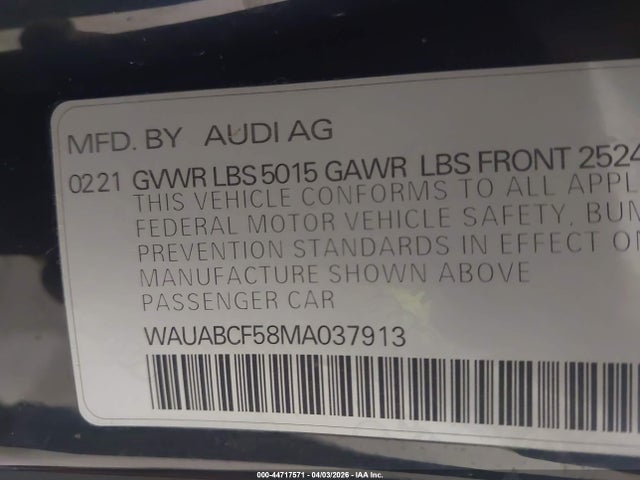 MFD. BY AUDI AG
0221 GVWR LBS 5015 GAWR LBS FRONT 2524
THIS VEHICLE CONFORMS TO ALL APPL
FEDERAL MOTOR VEHICLE SAFETY, BUM
PREVENTION STANDARDS IN EFFECT ON
MANUFACTURE SHOWN ABOVE
PASSENGER CAR
WAUABCF58MA037913
000-44717571 04/03/2026 - IAA Inc.